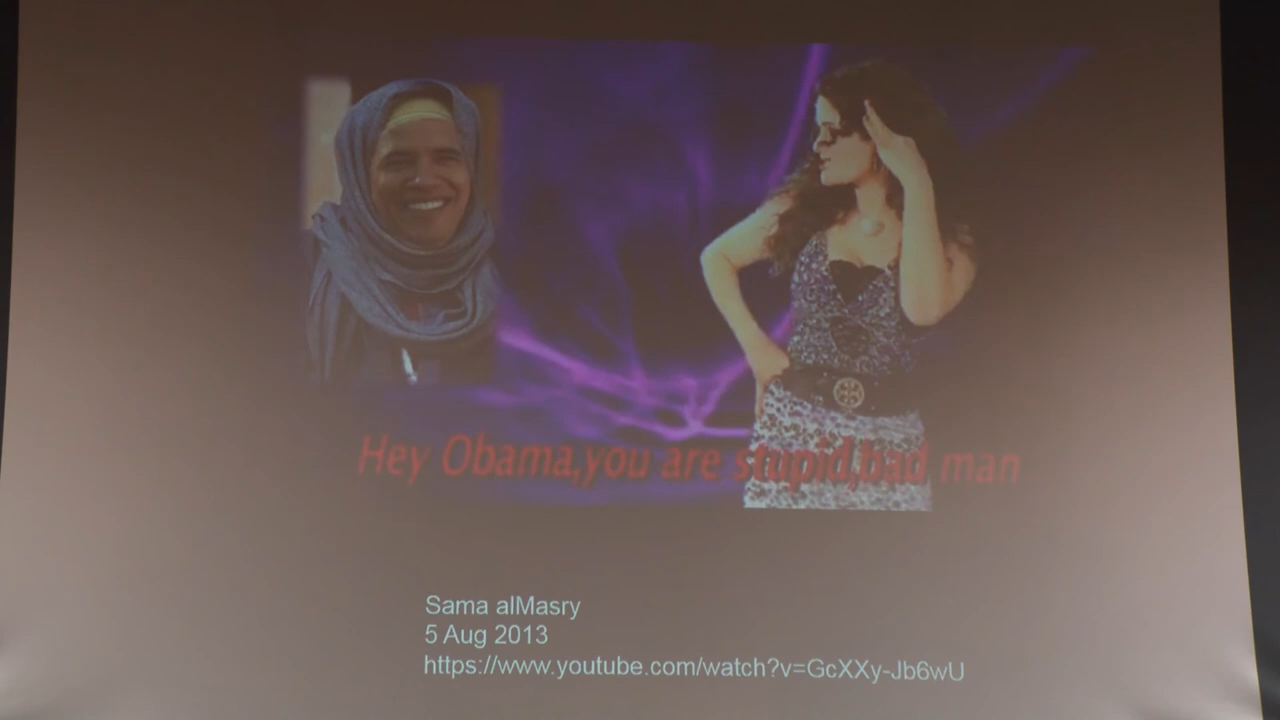 Hey Obama,you are stupid,bad man
Sama alMasry
5 Aug 2013
https://www.youtube.com/watch?v=GcXXy-Jb6wU